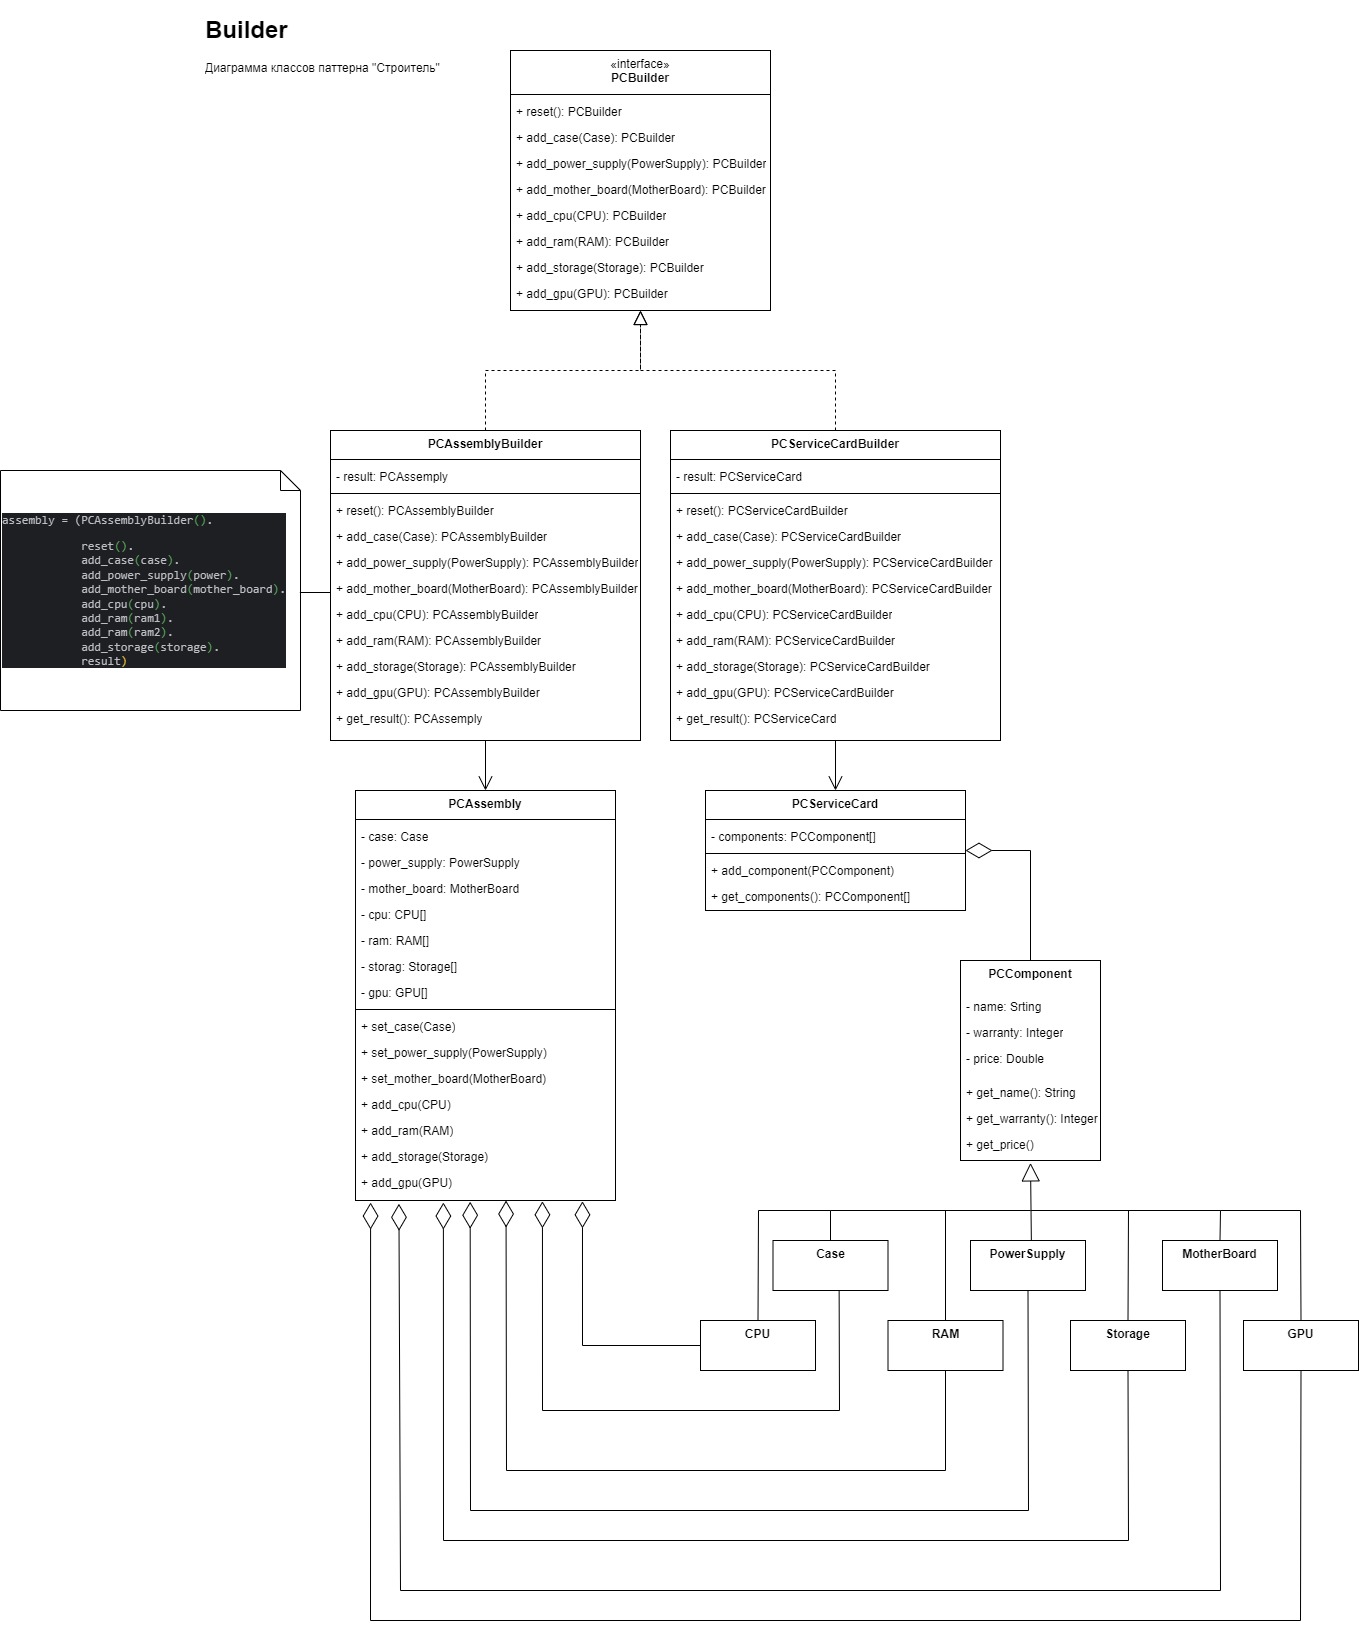 Builder
Диаграмма классов паттерна "Строитель"
«interface»
PCBuilder
+ reset(): PCBuilder
+ add_case(Case): PCBuilder
+ add_power_supply(PowerSupply): PCBuilder
+ add_mother_board(MotherBoard): PCBuilder
+ add_cpu(CPU): PCBuilder
+ add_ram(RAM): PCBuilder
+ add_storage(Storage): PCBuilder
+ add_gpu(GPU): PCBuilder
assembly = (PCAssemblyBuilder().
reset().
add_case(case).
add_power_supply(power).
add_mother_board(mother_board).
add_cpu(cpu).
add_ram(ram1).
add_ram(ram2).
add_storage(storage).
result)
PCAssemblyBuilder
- result: PCAssemply
+ reset(): PCAssemblyBuilder
+ add_case(Case): PCAssemblyBuilder
+ add_power_supply(PowerSupply): PCAssemblyBuilder
+ add_mother_board(MotherBoard): PCAssemblyBuilder
+ add_cpu(CPU): PCAssemblyBuilder
+ add_ram(RAM): PCAssemblyBuilder
+ add_storage(Storage): PCAssemblyBuilder
+ add_gpu(GPU): PCAssemblyBuilder
+ get_result(): PCAssemply
PCServiceCardBuilder
- result: PCServiceCard
+ reset(): PCServiceCardBuilder
+ add_case(Case): PCServiceCardBuilder
+ add_power_supply(PowerSupply): PCServiceCardBuilder
+ add_mother_board(MotherBoard): PCServiceCardBuilder
+ add_cpu(CPU): PCServiceCardBuilder
+ add_ram(RAM): PCServiceCardBuilder
+ add_storage(Storage): PCServiceCardBuilder
+ add_gpu(GPU): PCServiceCardBuilder
+ get_result(): PCServiceCard
PCAssembly
- case: Case
- power_supply: PowerSupply
- mother_board: MotherBoard
- cpu: CPU[]
- ram: RAM[]
- storag: Storage[]
- gpu: GPU[]
+ set_case(Case)
+ set_power_supply(PowerSupply)
+ set_mother_board(MotherBoard)
+ add_cpu(CPU)
+ add_ram(RAM)
+ add_storage(Storage)
+ add_gpu(GPU)
PCServiceCard
- components: PCComponent[]
+ add_component(PCComponent)
+ get_components(): PCComponent[]
PCComponent
- name: Srting
- warranty: Integer
- price: Double
+ get_name(): String
+ get_warranty(): Integer
+ get_price()
Case
PowerSupply
MotherBoard
CPU
RAM
Storage
GPU